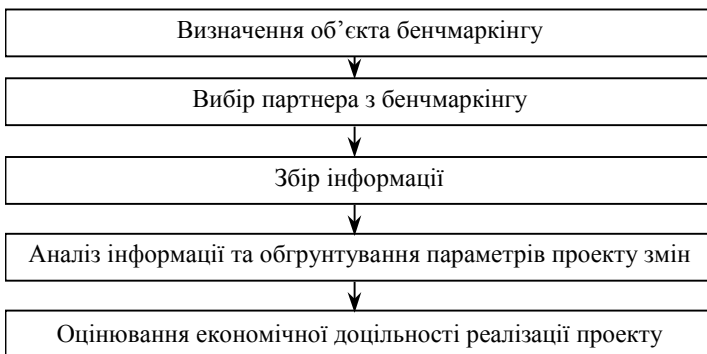 Визначення об’єкта бенчмаркінгу
Вибір партнера з бенчмаркінгу
Збір інформації
Аналіз інформації та обгрунтування параметрів проекту змін
Оцінювання економічної доцільності реалізації проекту